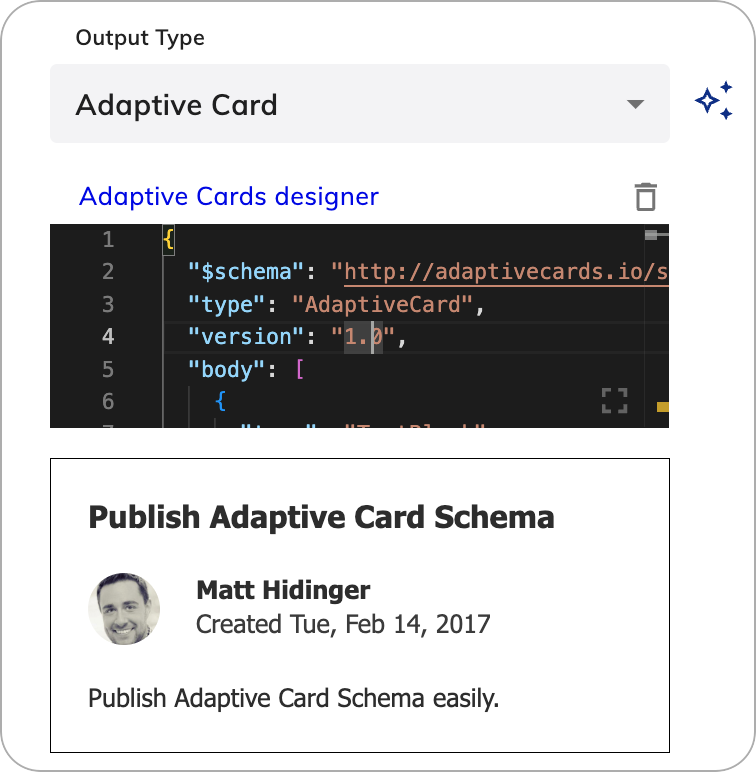 Output Type
Adaptive Card
Adaptive Cards designer
1 {
2 "$schema": "http://adaptivecards.io/s
3 "type": "AdaptiveCard",
4 "version": "1.0",
5 "body": [
6 {
Publish Adaptive Card Schema
Matt Hidinger
Created Tue, Feb 14, 2017
Publish Adaptive Card Schema easily.